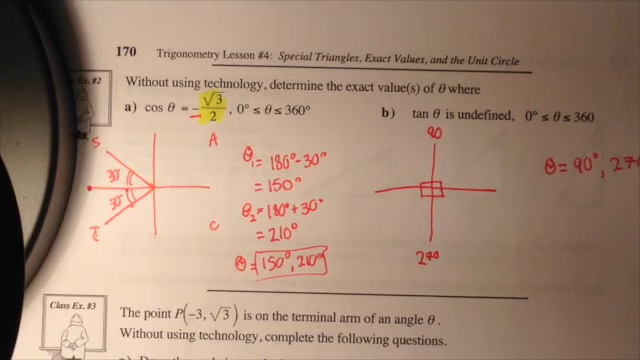 170 Trigonometry Lesson #4: Special Triangles, Exact Values, and the Unit Circle
Ex. #2
Without using technology, determine the exact value(s) of θ where
a) cos θ = -√3/2, 0° ≤ θ ≤ 360°
b) tan θ is undefined, 0° ≤ θ ≤ 360
S
A
30°
30°
T
C
θ₁ = 180° - 30°
= 150°
θ₂ = 180° + 30°
= 210°
θ = 150°, 210°
90
270
θ = 90°, 270
Class Ex. #3
The point P(-3, √3) is on the terminal arm of an angle θ.
Without using technology, complete the following questions.